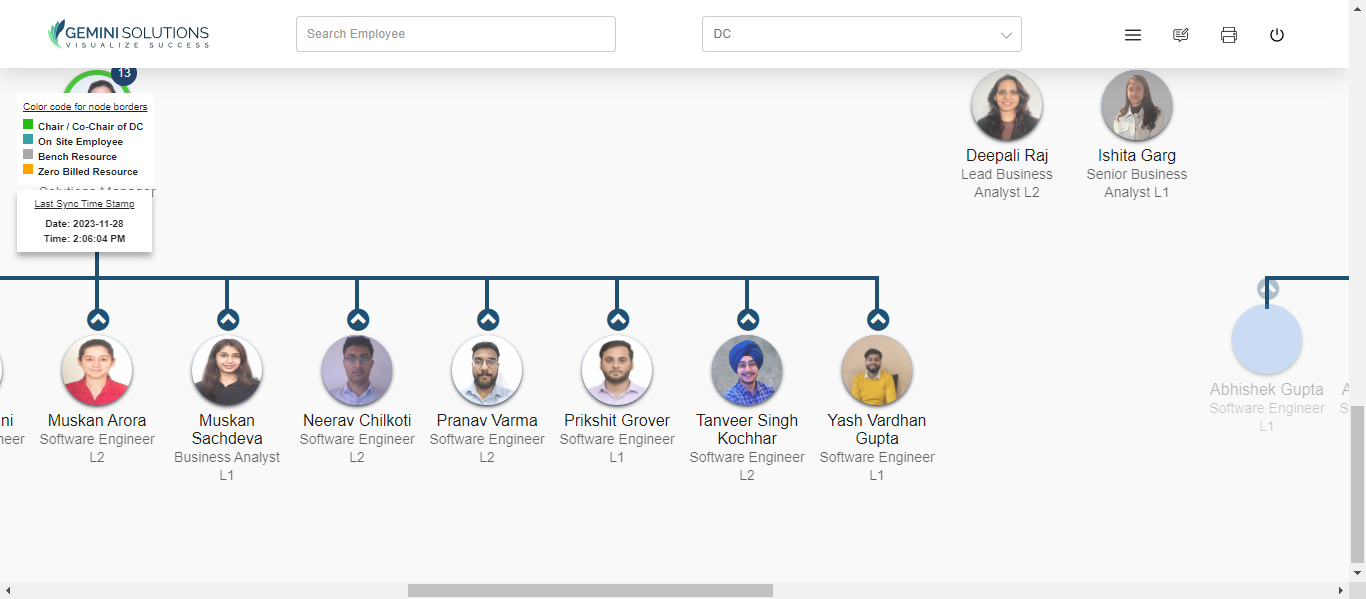 GEMINI SOLUTIONS
VISUALIZE SUCCESS
Search Employee
DC
13
Color code for node borders
Chair / Co-Chair of DC
On Site Employee
Bench Resource
Zero Billed Resource
Solutions Manager
Last Sync Time Stamp
Date: 2023-11-28
Time: 2:06:04 PM
Deepali Raj
Lead Business
Analyst L2
Ishita Garg
Senior Business
Analyst L1
ni
neer
Muskan Arora
Software Engineer
L2
Muskan
Sachdeva
Business Analyst
L1
Neerav Chilkoti
Software Engineer
L2
Pranav Varma
Software Engineer
L2
Prikshit Grover
Software Engineer
L1
Tanveer Singh
Kochhar
Software Engineer
L2
Yash Vardhan
Gupta
Software Engineer
L1
Abhishek Gupta
Software Engineer
L1
A
S